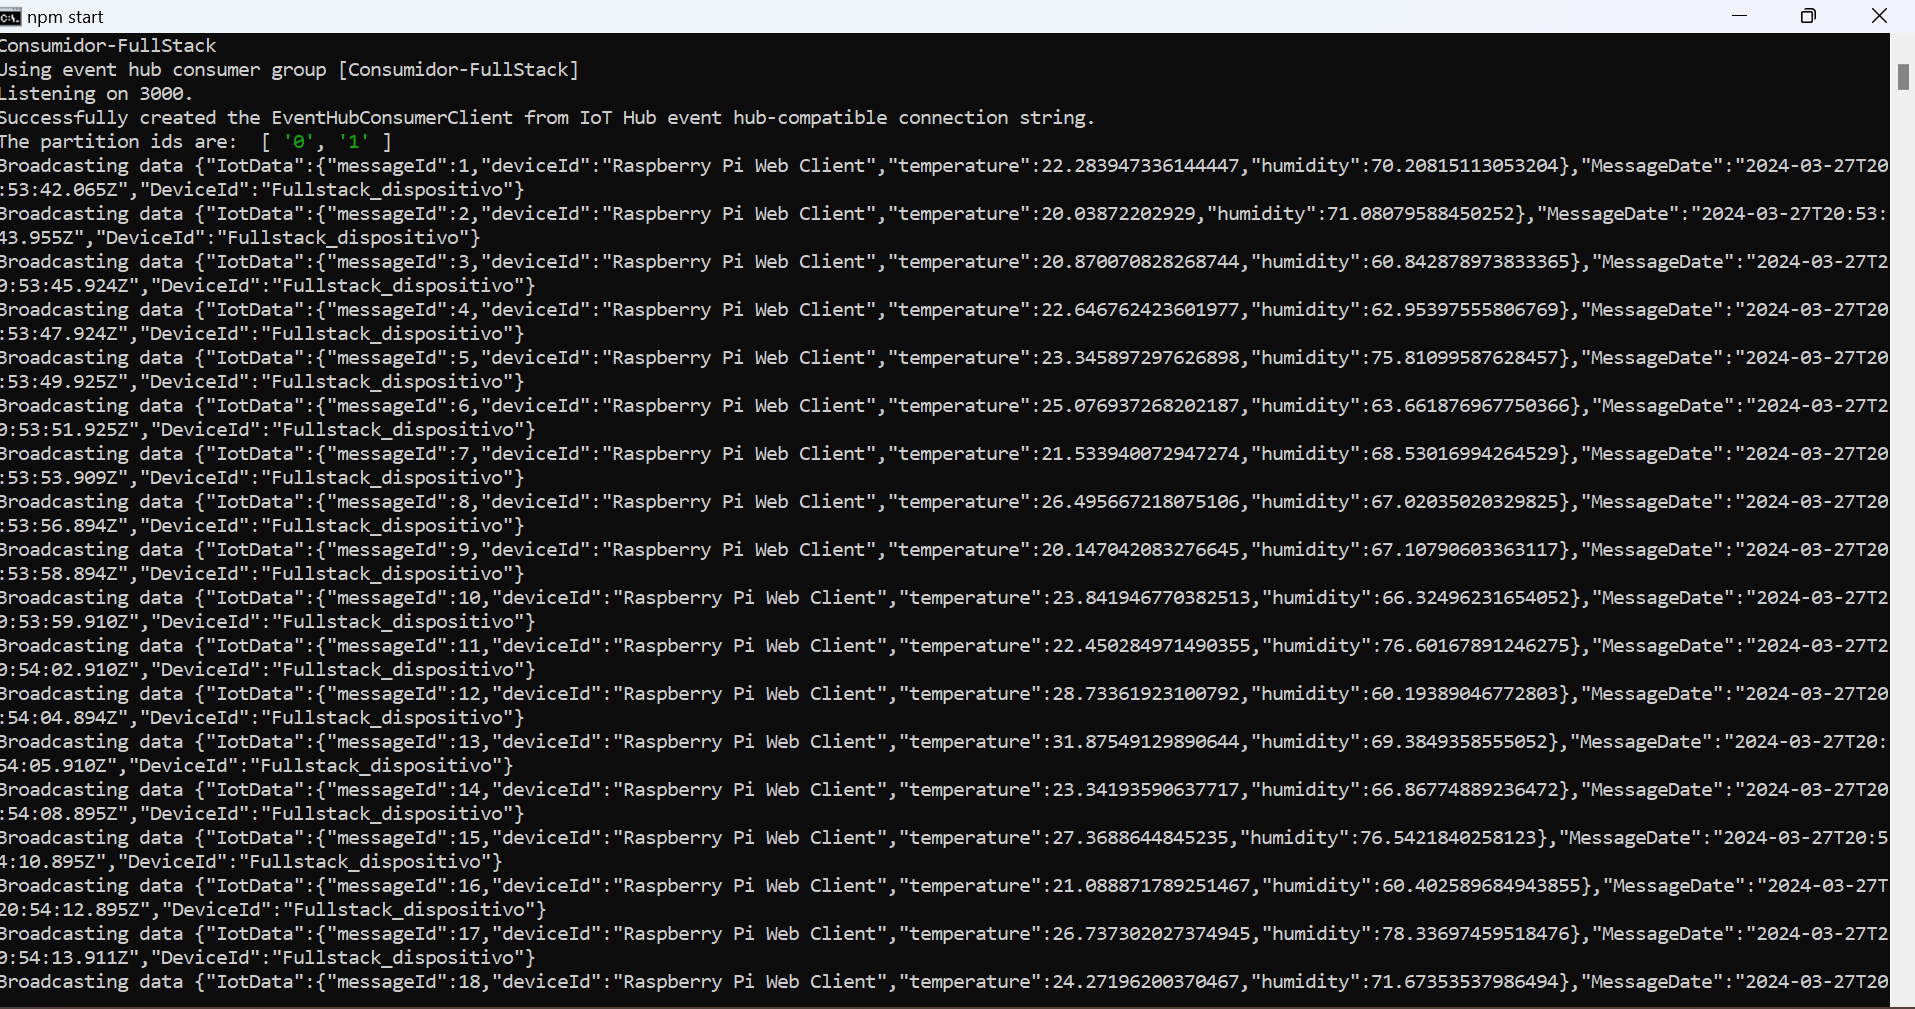 npm start
Consumidor-FullStack
Using event hub consumer group [Consumidor-FullStack]
Listening on 3000.
Successfully created the EventHubConsumerClient from IoT Hub event hub-compatible connection string.
The partition ids are:  [ '0', '1' ]
Broadcasting data {"IotData":{"messageId":1,"deviceId":"Raspberry Pi Web Client","temperature":22.283947336144447,"humidity":70.20815113053204},"MessageDate":"2024-03-27T20
:53:42.065Z","DeviceId":"Fullstack_dispositivo"}
Broadcasting data {"IotData":{"messageId":2,"deviceId":"Raspberry Pi Web Client","temperature":20.03872202929,"humidity":71.08079588450252},"MessageDate":"2024-03-27T20:53:
43.955Z","DeviceId":"Fullstack_dispositivo"}
Broadcasting data {"IotData":{"messageId":3,"deviceId":"Raspberry Pi Web Client","temperature":20.870070828268744,"humidity":60.842878973833365},"MessageDate":"2024-03-27T2
0:53:45.924Z","DeviceId":"Fullstack_dispositivo"}
Broadcasting data {"IotData":{"messageId":4,"deviceId":"Raspberry Pi Web Client","temperature":22.646762423601977,"humidity":62.95397555806769},"MessageDate":"2024-03-27T20
:53:47.924Z","DeviceId":"Fullstack_dispositivo"}
Broadcasting data {"IotData":{"messageId":5,"deviceId":"Raspberry Pi Web Client","temperature":23.345897297626898,"humidity":75.81099587628457},"MessageDate":"2024-03-27T20
:53:49.925Z","DeviceId":"Fullstack_dispositivo"}
Broadcasting data {"IotData":{"messageId":6,"deviceId":"Raspberry Pi Web Client","temperature":25.076937268202187,"humidity":63.661876967750366},"MessageDate":"2024-03-27T2
0:53:51.925Z","DeviceId":"Fullstack_dispositivo"}
Broadcasting data {"IotData":{"messageId":7,"deviceId":"Raspberry Pi Web Client","temperature":21.533940072947274,"humidity":68.53016994264529},"MessageDate":"2024-03-27T20
:53:53.909Z","DeviceId":"Fullstack_dispositivo"}
Broadcasting data {"IotData":{"messageId":8,"deviceId":"Raspberry Pi Web Client","temperature":26.495667218075106,"humidity":67.02035020329825},"MessageDate":"2024-03-27T20
:53:56.894Z","DeviceId":"Fullstack_dispositivo"}
Broadcasting data {"IotData":{"messageId":9,"deviceId":"Raspberry Pi Web Client","temperature":20.147042083276645,"humidity":67.10790603363117},"MessageDate":"2024-03-27T20
:53:58.894Z","DeviceId":"Fullstack_dispositivo"}
Broadcasting data {"IotData":{"messageId":10,"deviceId":"Raspberry Pi Web Client","temperature":23.841946770382513,"humidity":66.32496231654052},"MessageDate":"2024-03-27T2
0:53:59.910Z","DeviceId":"Fullstack_dispositivo"}
Broadcasting data {"IotData":{"messageId":11,"deviceId":"Raspberry Pi Web Client","temperature":22.450284971490355,"humidity":76.60167891246275},"MessageDate":"2024-03-27T2
0:54:02.910Z","DeviceId":"Fullstack_dispositivo"}
Broadcasting data {"IotData":{"messageId":12,"deviceId":"Raspberry Pi Web Client","temperature":28.73361923100792,"humidity":60.19389046772803},"MessageDate":"2024-03-27T20
:54:04.894Z","DeviceId":"Fullstack_dispositivo"}
Broadcasting data {"IotData":{"messageId":13,"deviceId":"Raspberry Pi Web Client","temperature":31.87549129890644,"humidity":69.3849358555052},"MessageDate":"2024-03-27T20:
54:05.910Z","DeviceId":"Fullstack_dispositivo"}
Broadcasting data {"IotData":{"messageId":14,"deviceId":"Raspberry Pi Web Client","temperature":23.34193590637717,"humidity":66.86774889236472},"MessageDate":"2024-03-27T20
:54:08.895Z","DeviceId":"Fullstack_dispositivo"}
Broadcasting data {"IotData":{"messageId":15,"deviceId":"Raspberry Pi Web Client","temperature":27.3688644845235,"humidity":76.5421840258123},"MessageDate":"2024-03-27T20:5
4:10.895Z","DeviceId":"Fullstack_dispositivo"}
Broadcasting data {"IotData":{"messageId":16,"deviceId":"Raspberry Pi Web Client","temperature":21.088871789251467,"humidity":60.402589684943855},"MessageDate":"2024-03-27T
20:54:12.895Z","DeviceId":"Fullstack_dispositivo"}
Broadcasting data {"IotData":{"messageId":17,"deviceId":"Raspberry Pi Web Client","temperature":26.737302027374945,"humidity":78.33697459518476},"MessageDate":"2024-03-27T2
0:54:13.911Z","DeviceId":"Fullstack_dispositivo"}
Broadcasting data {"IotData":{"messageId":18,"deviceId":"Raspberry Pi Web Client","temperature":24.27196200370467,"humidity":71.67353537986494},"MessageDate":"2024-03-27T20